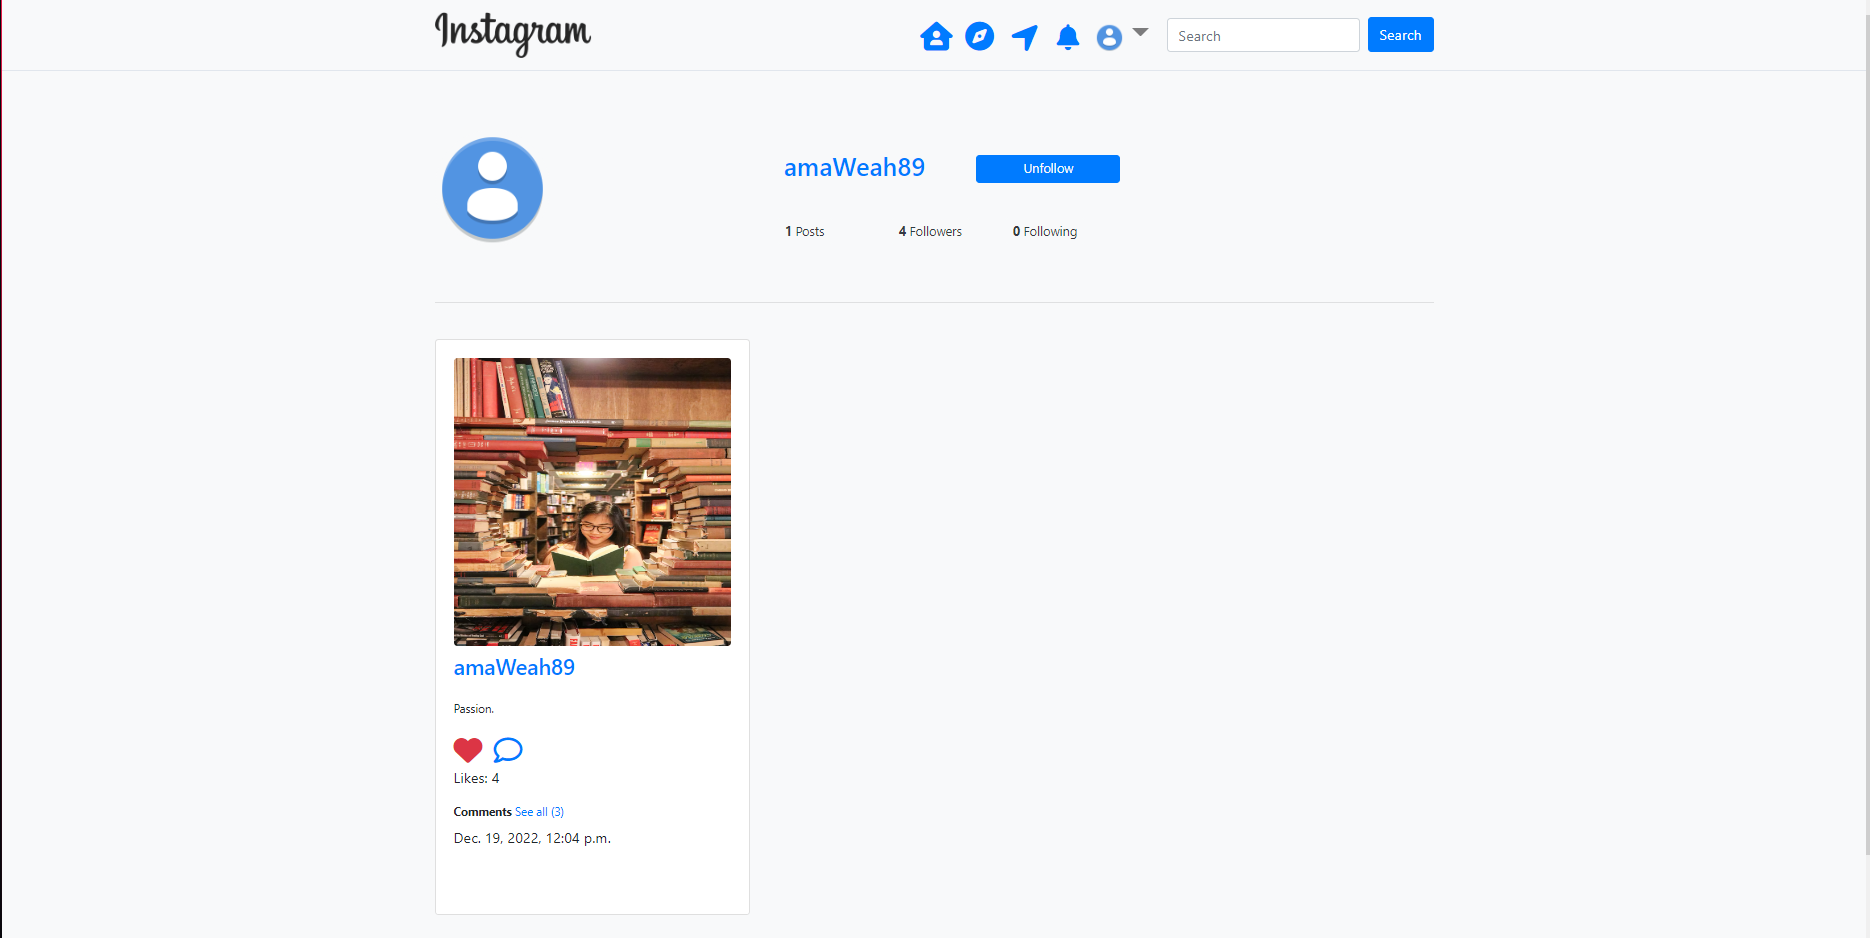 Instagram
Search
Search
amaWeah89
Unfollow
1 Posts
4 Followers
0 Following
amaWeah89
Passion.
Likes: 4
Comments See all (3)
Dec. 19, 2022, 12:04 p.m.